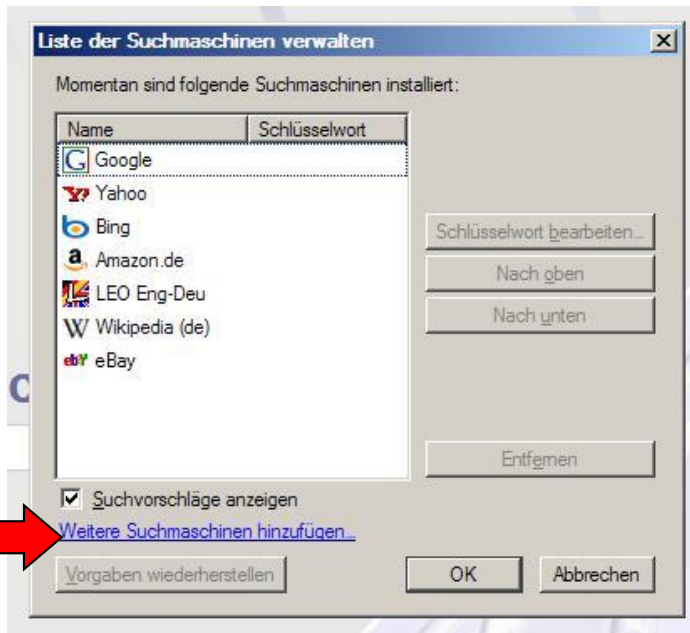 Liste der Suchmaschinen verwalten
Momentan sind folgende Suchmaschinen installiert:
Name Schlüsselwort
Google
Yahoo
Bing
Amazon.de
LEO Eng-Deu
Wikipedia (de)
eBay
Schlüsselwort bearbeiten...
Nach oben
Nach unten
Entfernen
Suchvorschläge anzeigen
Weitere Suchmaschinen hinzufügen...
Vorgaben wiederherstellen OK Abbrechen